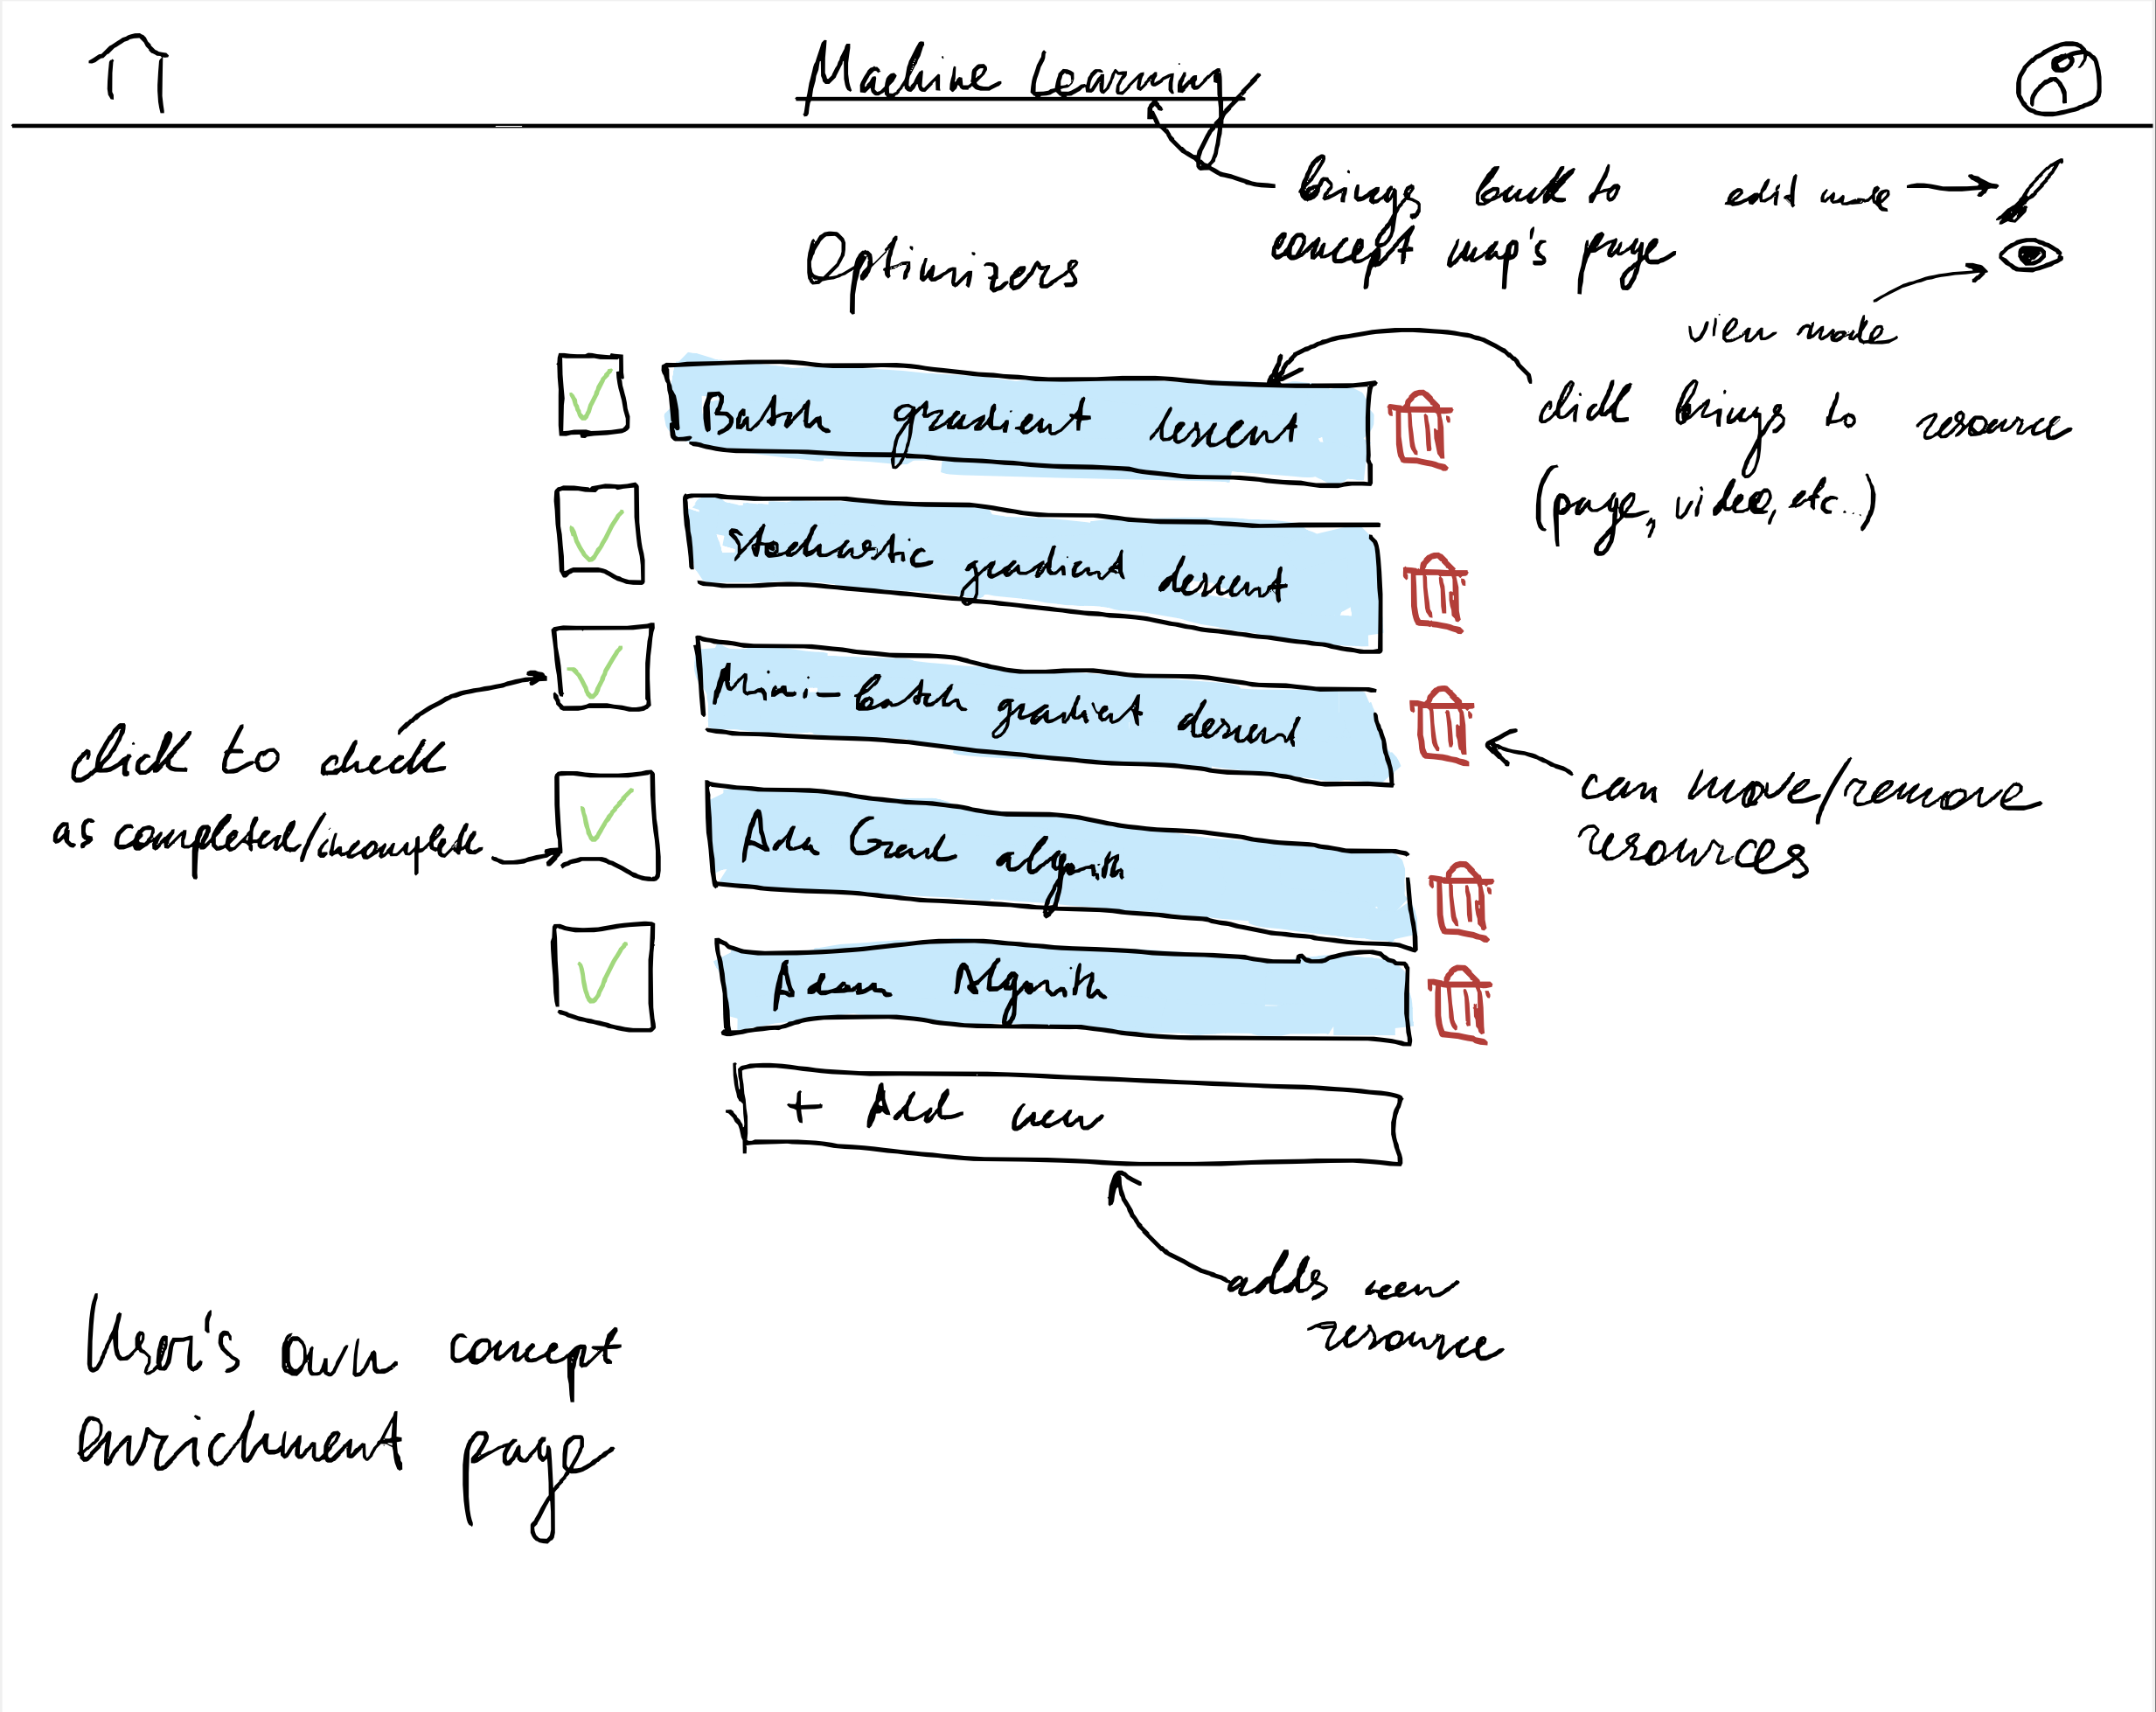 Machine Learning
brings back to
concept map's page
edit mode
view mode
Optimizers
Batch gradient descent
click brings to resource
(page, video, etc...)
Stochastic gradient descent
Mini-batch gradient descent
click to check
as completed/incomplete
can move/remove
resources
Ada Grad
Adam
+ Add new
adds new
resource
User's own concept
enrichment page